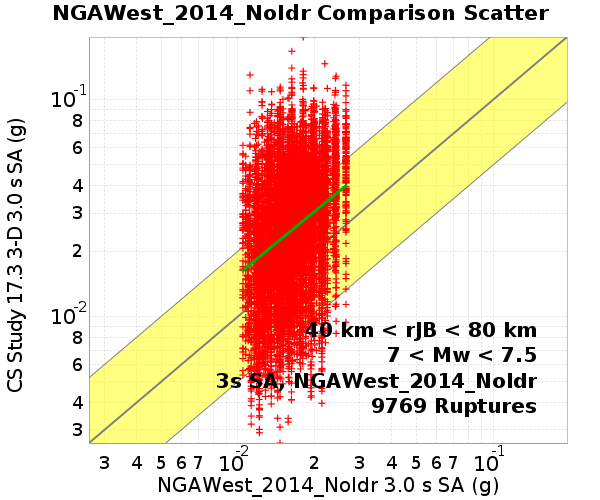 NGAWest_2014_NoIdr Comparison Scatter
CS Study 17.3 3-D 3.0 s SA (g)
10-1
8
6
4
3
2
10-2
8
6
4
3
40 km < rJB < 80 km
7 < Mw < 7.5
3s SA, NGAWest_2014_NoIdr
9769 Ruptures
3 4 5 6 7 10-2 2 3 4 5 6 7 10-1
NGAWest_2014_NoIdr 3.0 s SA (g)